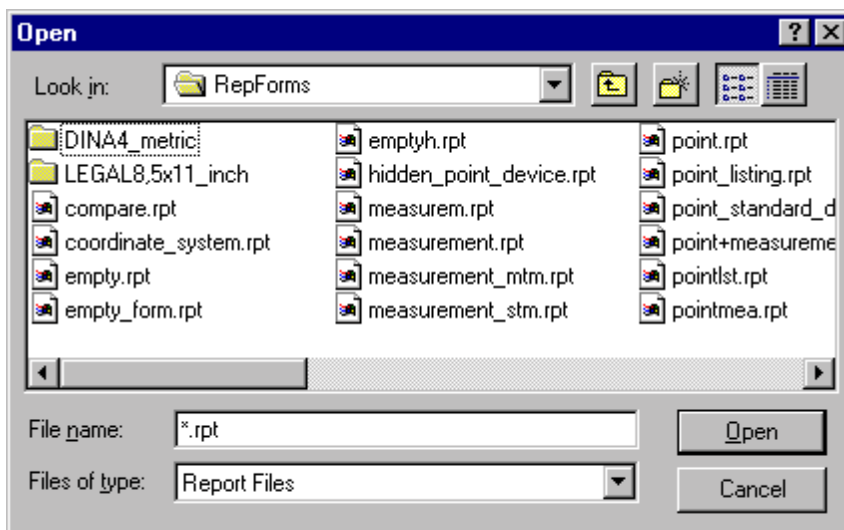 Open
Look in: RepForms
DINA4_metric
LEGAL8,5x11_inch
compare.rpt
coordinate_system.rpt
empty.rpt
empty_form.rpt
emptyh.rpt
hidden_point_device.rpt
measurem.rpt
measurement.rpt
measurement_mtm.rpt
measurement_stm.rpt
point.rpt
point_listing.rpt
point_standard_d
point+measureme
pointlst.rpt
pointmea.rpt
File name: *.rpt
Open
Files of type: Report Files
Cancel